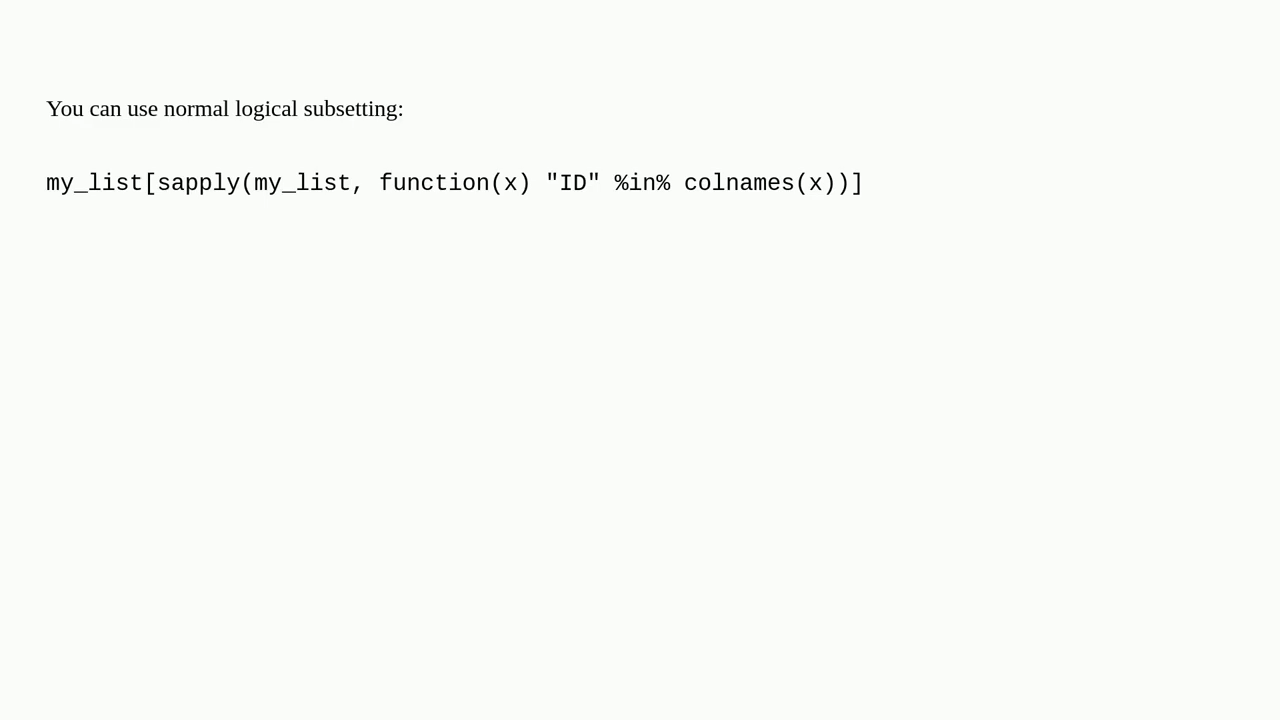 You can use normal logical subsetting:
my_list[sapply(my_list, function(x) "ID" %in% colnames(x))]